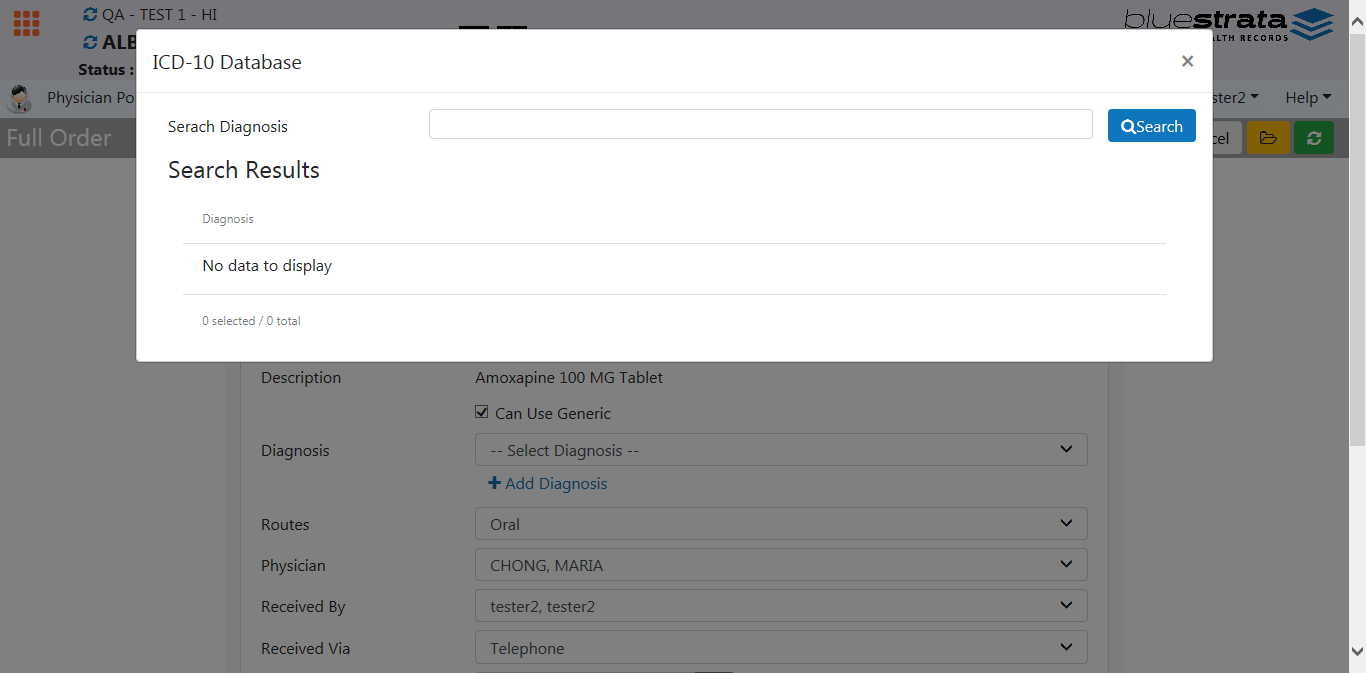 QA - TEST 1 - HI
bluestrata
ALB
ALTH RECORDS
Status :
ICD-10 Database
×
Physician Po
ster2
Help
Serach Diagnosis
Search
Full Order
cel
Search Results
Diagnosis
No data to display
0 selected / 0 total
Description
Amoxapine 100 MG Tablet
Can Use Generic
Diagnosis
-- Select Diagnosis --
Add Diagnosis
Routes
Oral
Physician
CHONG, MARIA
Received By
tester2, tester2
Received Via
Telephone